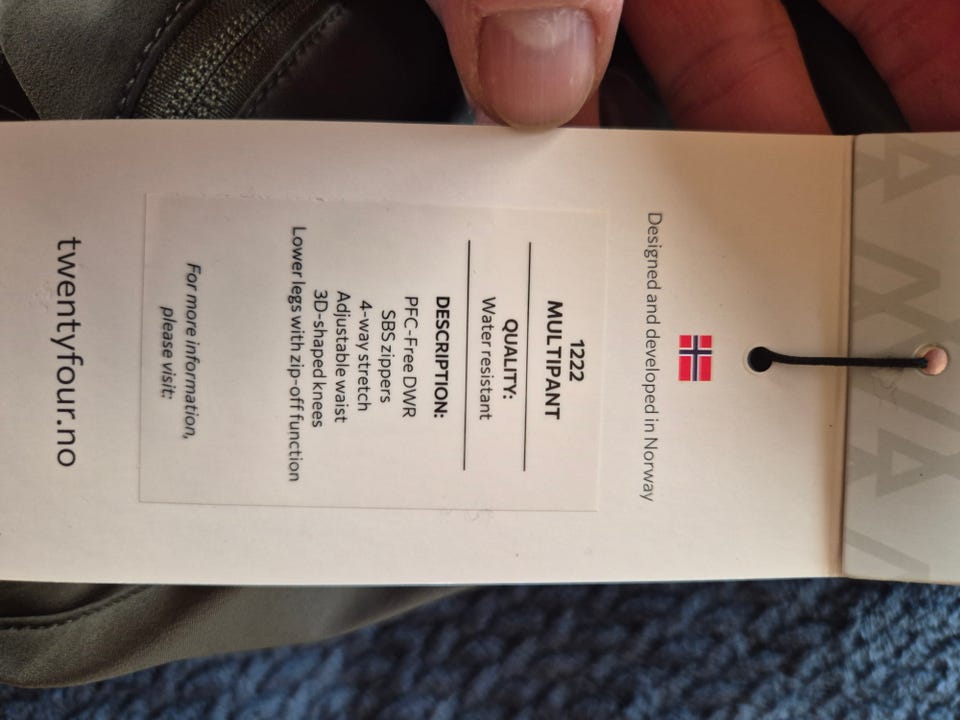 Designed and developed in Norway
1222
MULTIPANT
QUALITY:
Water resistant
DESCRIPTION:
PFC-Free DWR
SBS zippers
4-way stretch
Adjustable waist
3D-shaped knees
Lower legs with zip-off function
For more information,
please visit:
twentyfour.no